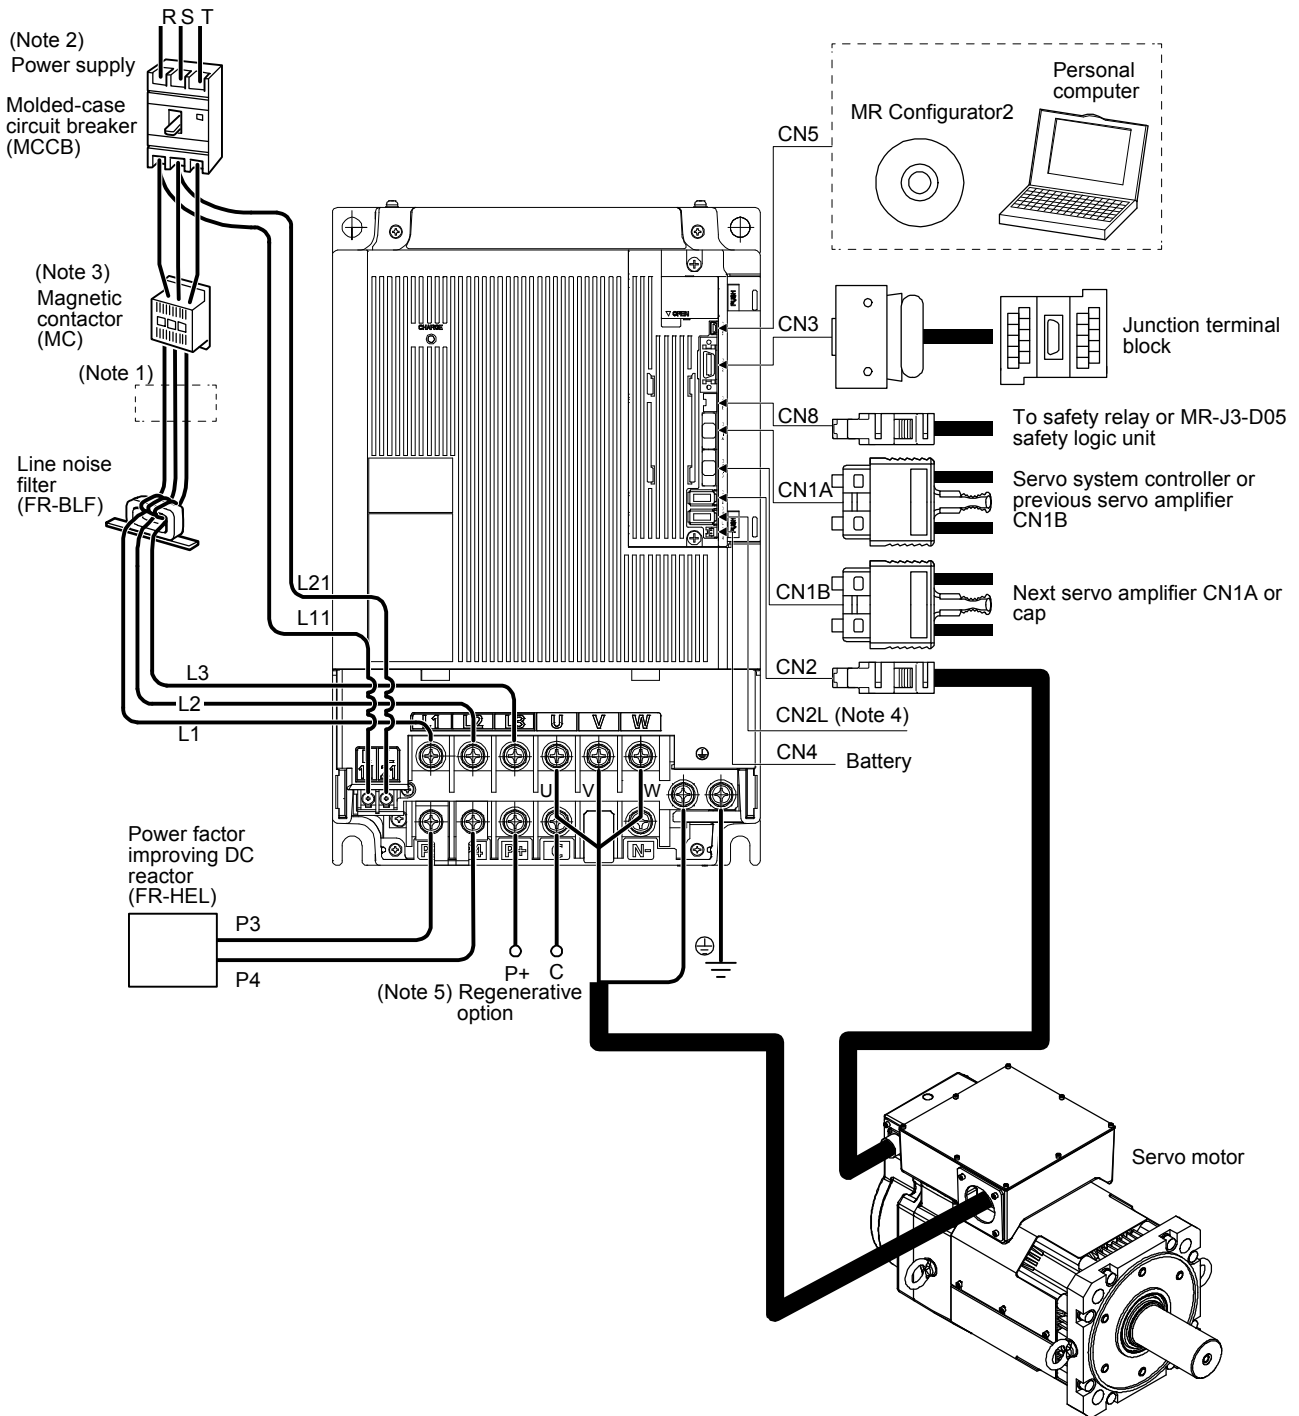 R S T
(Note 2)
Power supply
Molded-case
circuit breaker
(MCCB)
(Note 3)
Magnetic
contactor
(MC)
(Note 1)
Line noise
filter
(FR-BLF)
L21
L11
L3
L2
L1
Power factor
improving DC
reactor
(FR-HEL)
P3
P4
CHARGE
▽OPEN
PUSH
PUSH
L1 L2 L3 U V W
U V W
P+ C N-
P+ C
(Note 5) Regenerative
option
Personal
computer
MR Configurator2
CN5
CN3
Junction terminal
block
CN8
To safety relay or MR-J3-D05
safety logic unit
CN1A
Servo system controller or
previous servo amplifier
CN1B
CN1B
Next servo amplifier CN1A or
cap
CN2
CN2L (Note 4)
CN4
Battery
Servo motor